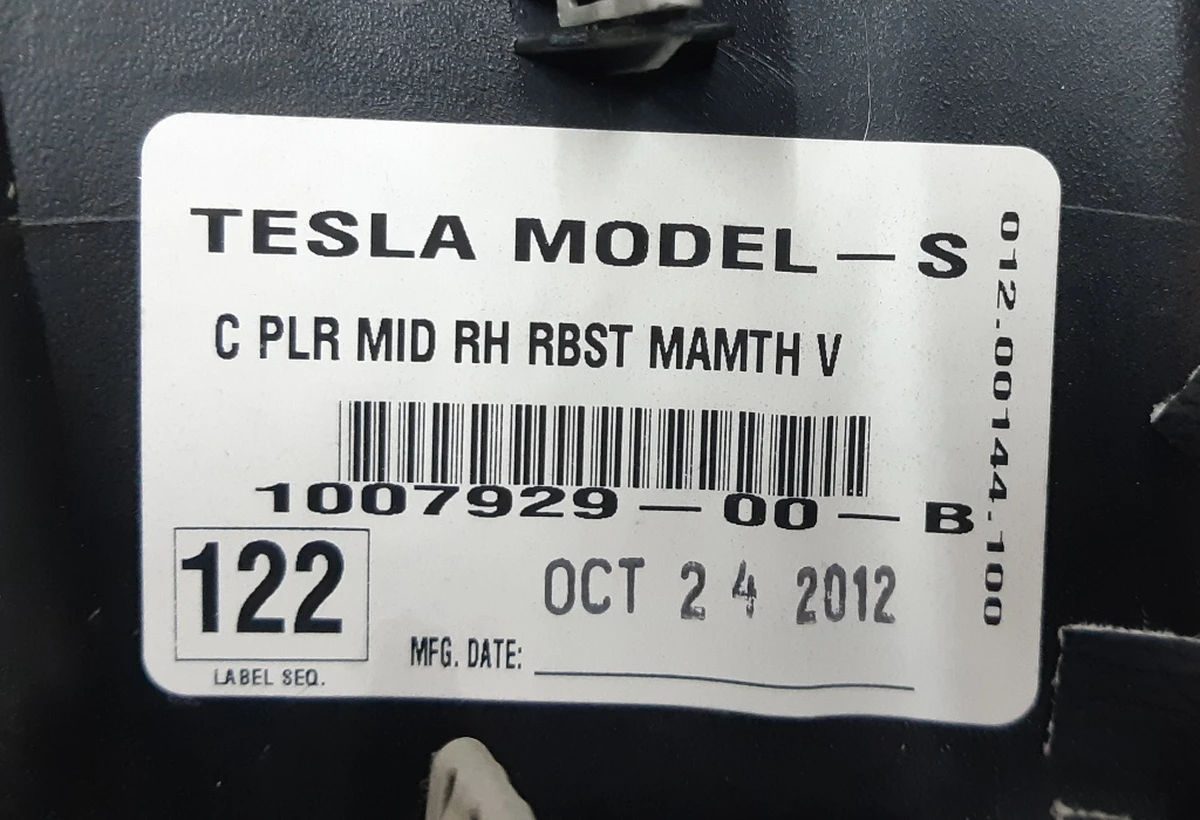 TESLA MODEL - S
C PLR MID RH RBST MAMTH V
1007929 - 00 - B
122
LABEL SEQ.
OCT 24 2012
MFG. DATE:
012.00144.100